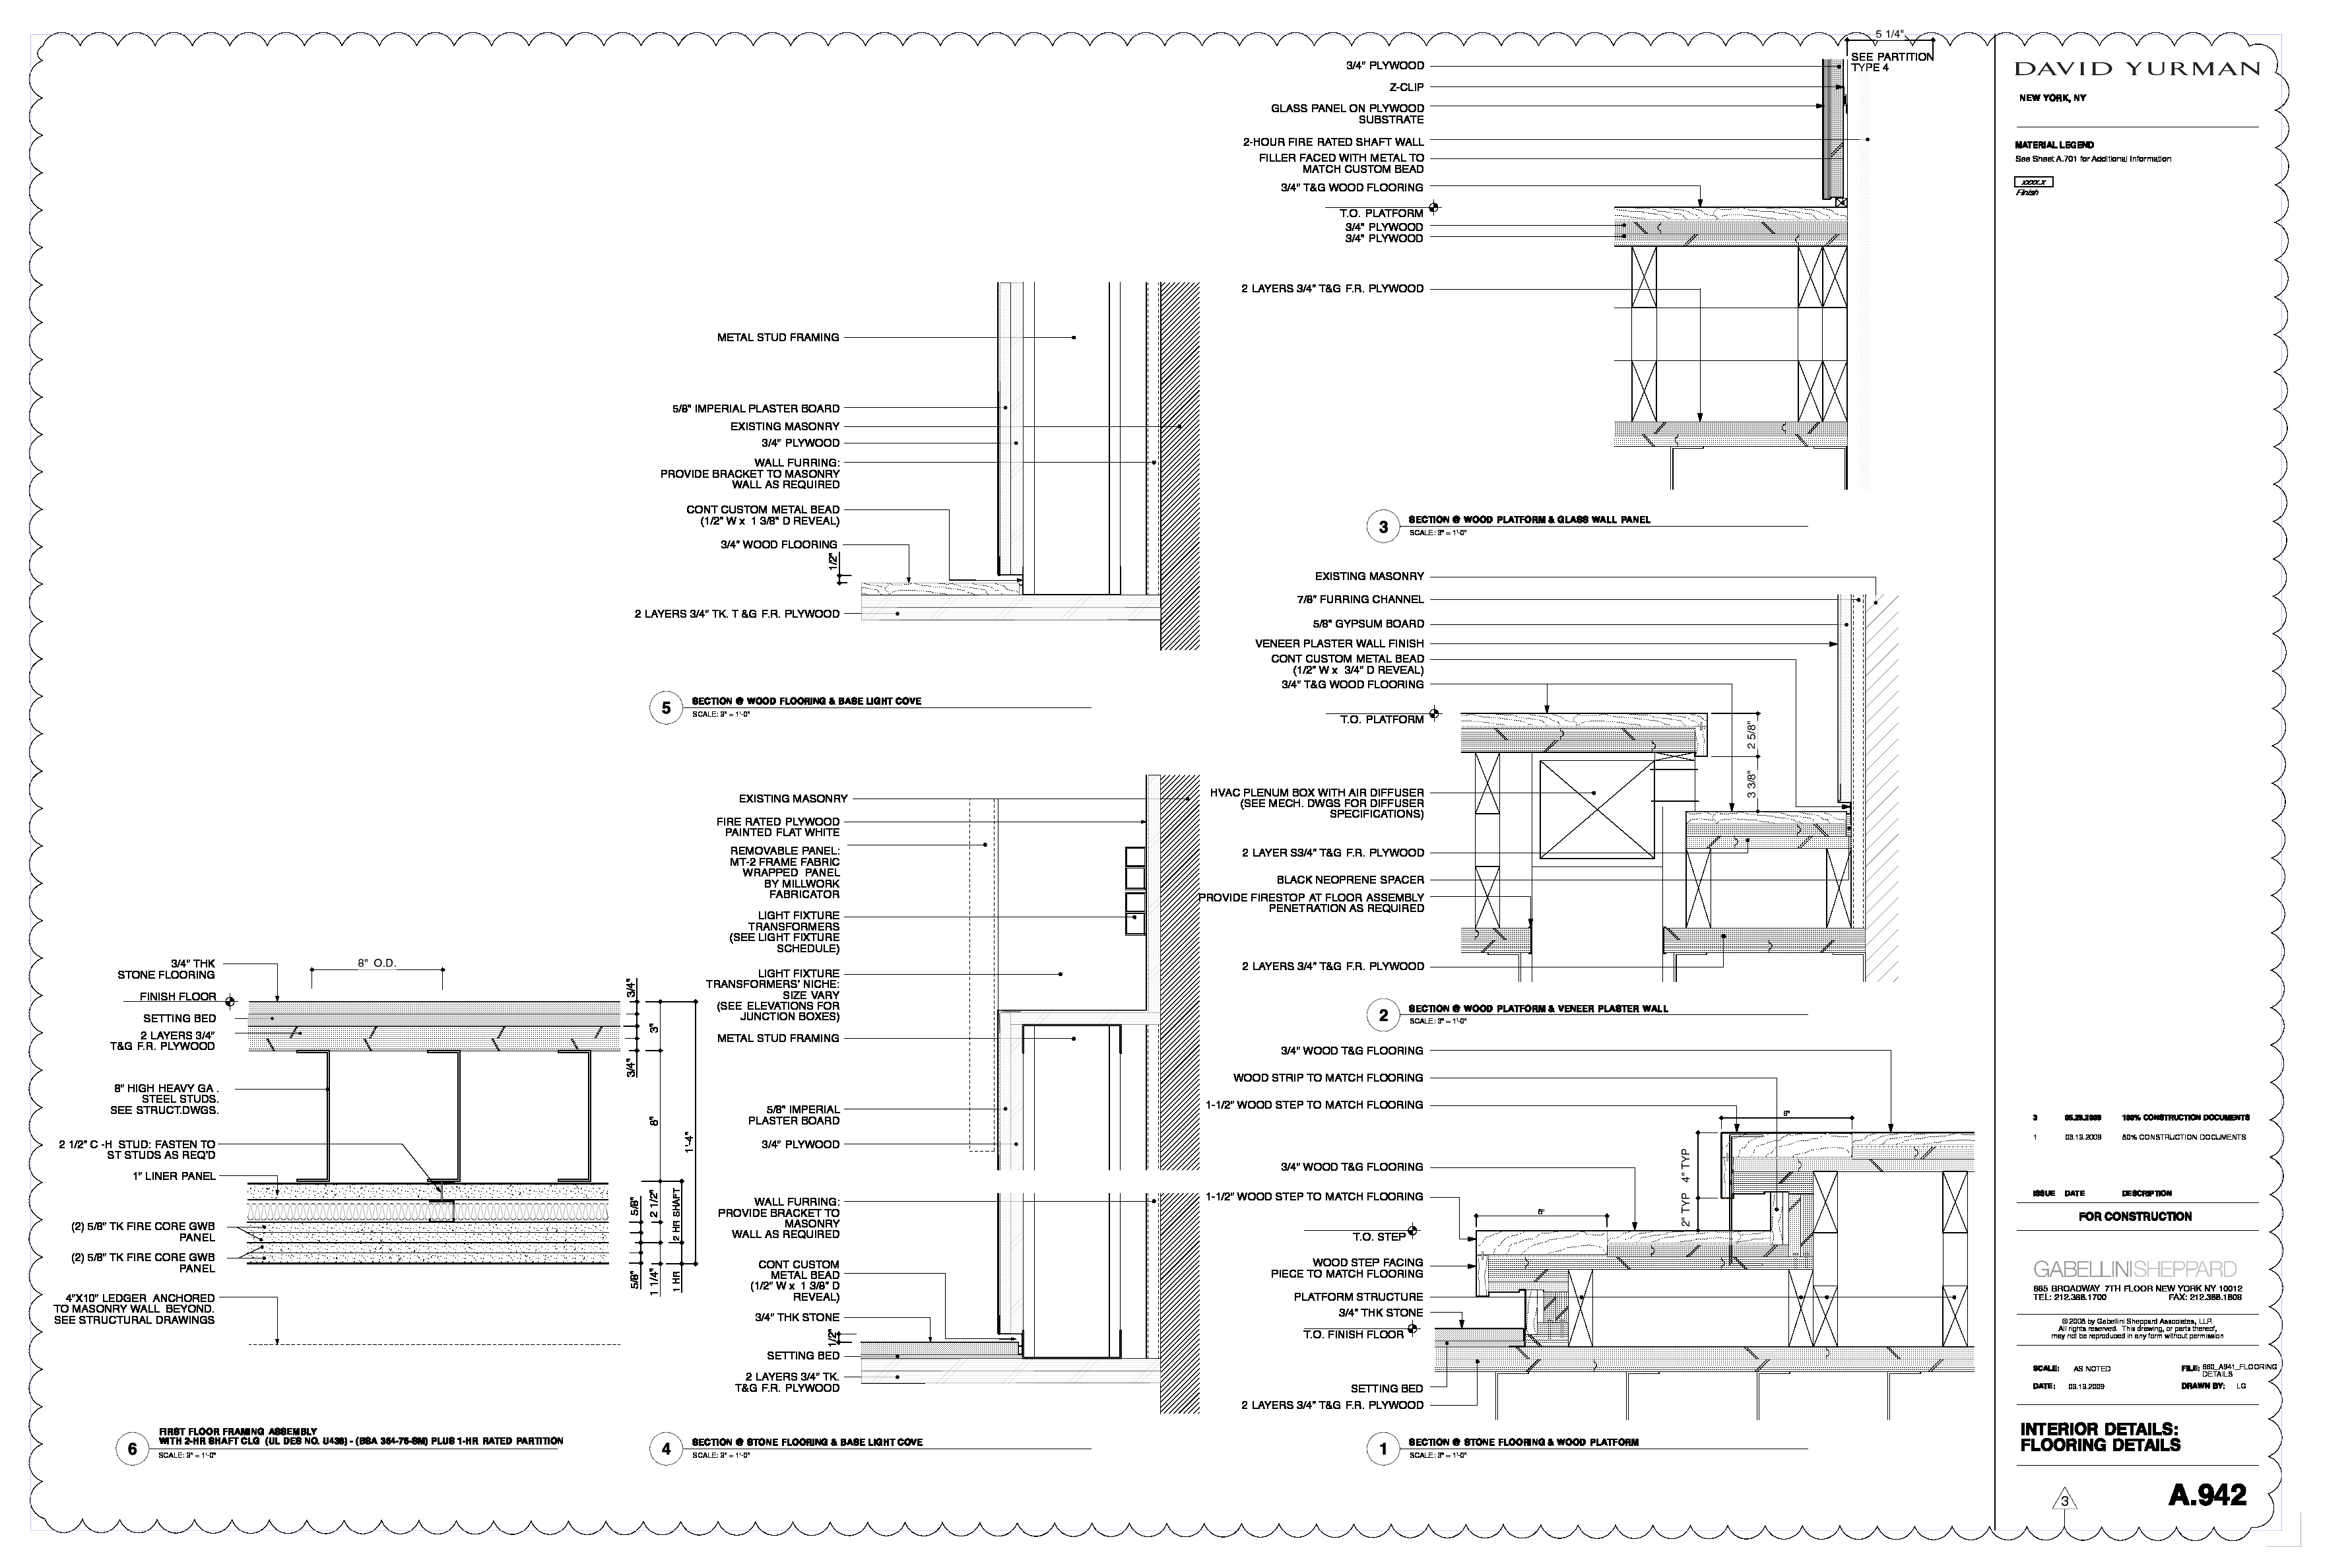 5 1/4"
SEE PARTITION
TYPE 4
3/4" PLYWOOD
Z-CLIP
GLASS PANEL ON PLYWOOD
SUBSTRATE
2-HOUR FIRE RATED SHAFT WALL
FILLER FACED WITH METAL TO
MATCH CUSTOM BEAD
3/4" T&G WOOD FLOORING
T.O. PLATFORM
3/4" PLYWOOD
3/4" PLYWOOD
2 LAYERS 3/4" T&G F.R. PLYWOOD
3
SECTION @ WOOD PLATFORM & GLASS WALL PANEL
SCALE: 3" = 1'-0"
METAL STUD FRAMING
5/8" IMPERIAL PLASTER BOARD
EXISTING MASONRY
3/4" PLYWOOD
WALL FURRING:
PROVIDE BRACKET TO MASONRY
WALL AS REQUIRED
CONT CUSTOM METAL BEAD
(1/2" W x 1 3/8" D REVEAL)
3/4" WOOD FLOORING
1/2"
2 LAYERS 3/4" TK. T &G F.R. PLYWOOD
5
SECTION @ WOOD FLOORING & BASE LIGHT COVE
SCALE: 3" = 1'-0"
EXISTING MASONRY
7/8" FURRING CHANNEL
5/8" GYPSUM BOARD
VENEER PLASTER WALL FINISH
CONT CUSTOM METAL BEAD
(1/2" W x 3/4" D REVEAL)
3/4" T&G WOOD FLOORING
T.O. PLATFORM
2 5/8"
3 3/8"
HVAC PLENUM BOX WITH AIR DIFFUSER
(SEE MECH. DWGS FOR DIFFUSER
SPECIFICATIONS)
2 LAYER S3/4" T&G F.R. PLYWOOD
BLACK NEOPRENE SPACER
PROVIDE FIRESTOP AT FLOOR ASSEMBLY
PENETRATION AS REQUIRED
2 LAYERS 3/4" T&G F.R. PLYWOOD
2
SECTION @ WOOD PLATFORM & VENEER PLASTER WALL
SCALE: 3" = 1'-0"
EXISTING MASONRY
FIRE RATED PLYWOOD
PAINTED FLAT WHITE
REMOVABLE PANEL:
MT-2 FRAME FABRIC
WRAPPED PANEL
BY MILLWORK
FABRICATOR
LIGHT FIXTURE
TRANSFORMERS
(SEE LIGHT FIXTURE
SCHEDULE)
LIGHT FIXTURE
TRANSFORMERS' NICHE:
SIZE VARY
(SEE ELEVATIONS FOR
JUNCTION BOXES)
METAL STUD FRAMING
5/8" IMPERIAL
PLASTER BOARD
3/4" PLYWOOD
WALL FURRING:
PROVIDE BRACKET TO
MASONRY
WALL AS REQUIRED
CONT CUSTOM
METAL BEAD
(1/2" W x 1 3/8" D
REVEAL)
3/4" THK STONE
1/2"
SETTING BED
2 LAYERS 3/4" TK.
T&G F.R. PLYWOOD
4
SECTION @ STONE FLOORING & BASE LIGHT COVE
SCALE: 3" = 1'-0"
3/4" THK
STONE FLOORING
8" O.D.
FINISH FLOOR
SETTING BED
2 LAYERS 3/4"
T&G F.R. PLYWOOD
8" HIGH HEAVY GA .
STEEL STUDS.
SEE STRUCT.DWGS.
2 1/2" C -H STUD: FASTEN TO
ST STUDS AS REQ'D
1" LINER PANEL
(2) 5/8" TK FIRE CORE GWB
PANEL
(2) 5/8" TK FIRE CORE GWB
PANEL
4"X10" LEDGER ANCHORED
TO MASONRY WALL BEYOND.
SEE STRUCTURAL DRAWINGS
3/4"
3"
3/4"
8"
1'-4"
5/8"
2 1/2"
2 HR SHAFT
5/8"
1 1/4"
1 HR
6
FIRST FLOOR FRAMING ASSEMBLY
WITH 2-HR SHAFT CLG (UL DES NO. U438) - (BSA 354-75-SM) PLUS 1-HR RATED PARTITION
SCALE: 3" = 1'-0"
3/4" WOOD T&G FLOORING
WOOD STRIP TO MATCH FLOORING
1-1/2" WOOD STEP TO MATCH FLOORING
8"
3/4" WOOD T&G FLOORING
4" TYP
2" TYP
1-1/2" WOOD STEP TO MATCH FLOORING
8"
T.O. STEP
WOOD STEP FACING
PIECE TO MATCH FLOORING
PLATFORM STRUCTURE
3/4" THK STONE
T.O. FINISH FLOOR
SETTING BED
2 LAYERS 3/4" T&G F.R. PLYWOOD
1
SECTION @ STONE FLOORING & WOOD PLATFORM
SCALE: 3" = 1'-0"
DAVID YURMAN
NEW YORK, NY
MATERIAL LEGEND
See Sheet A.701 for Additional Information
xxxx.x
Finish
3 05.29.2009 100% CONSTRUCTION DOCUMENTS
1 03.13.2009 80% CONSTRUCTION DOCUMENTS
ISSUE DATE DESCRIPTION
FOR CONSTRUCTION
GABELLINISHEPPARD
665 BROADWAY 7TH FLOOR NEW YORK NY 10012
TEL: 212.388.1700 FAX: 212.388.1808
© 2008 by Gabellini Sheppard Associates, LLP.
All rights reserved. This drawing, or parts thereof,
may not be reproduced in any form without permission
SCALE: AS NOTED
FILE: 660_A941_FLOORING
DETAILS
DATE: 03.13.2009
DRAWN BY: LG
INTERIOR DETAILS:
FLOORING DETAILS
3
A.942